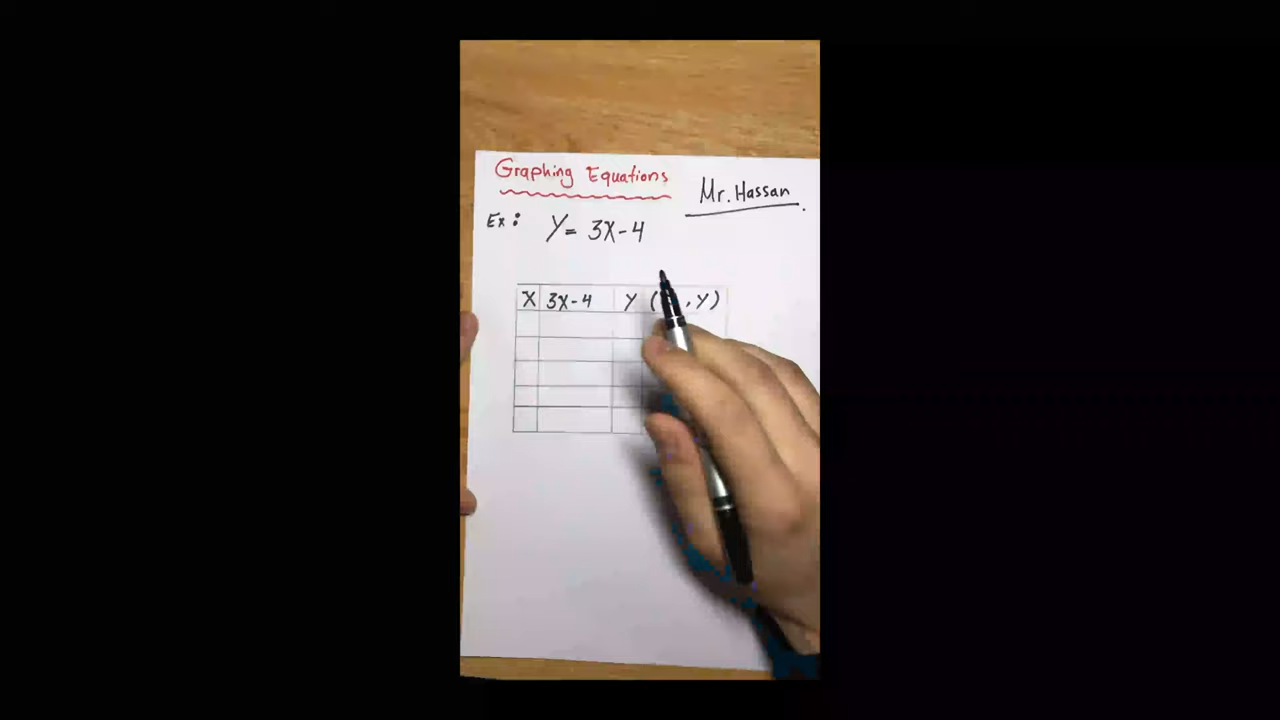 Graphing Equations
Mr. Hassan
Ex: Y = 3X-4
X 3X-4 Y ( , Y)